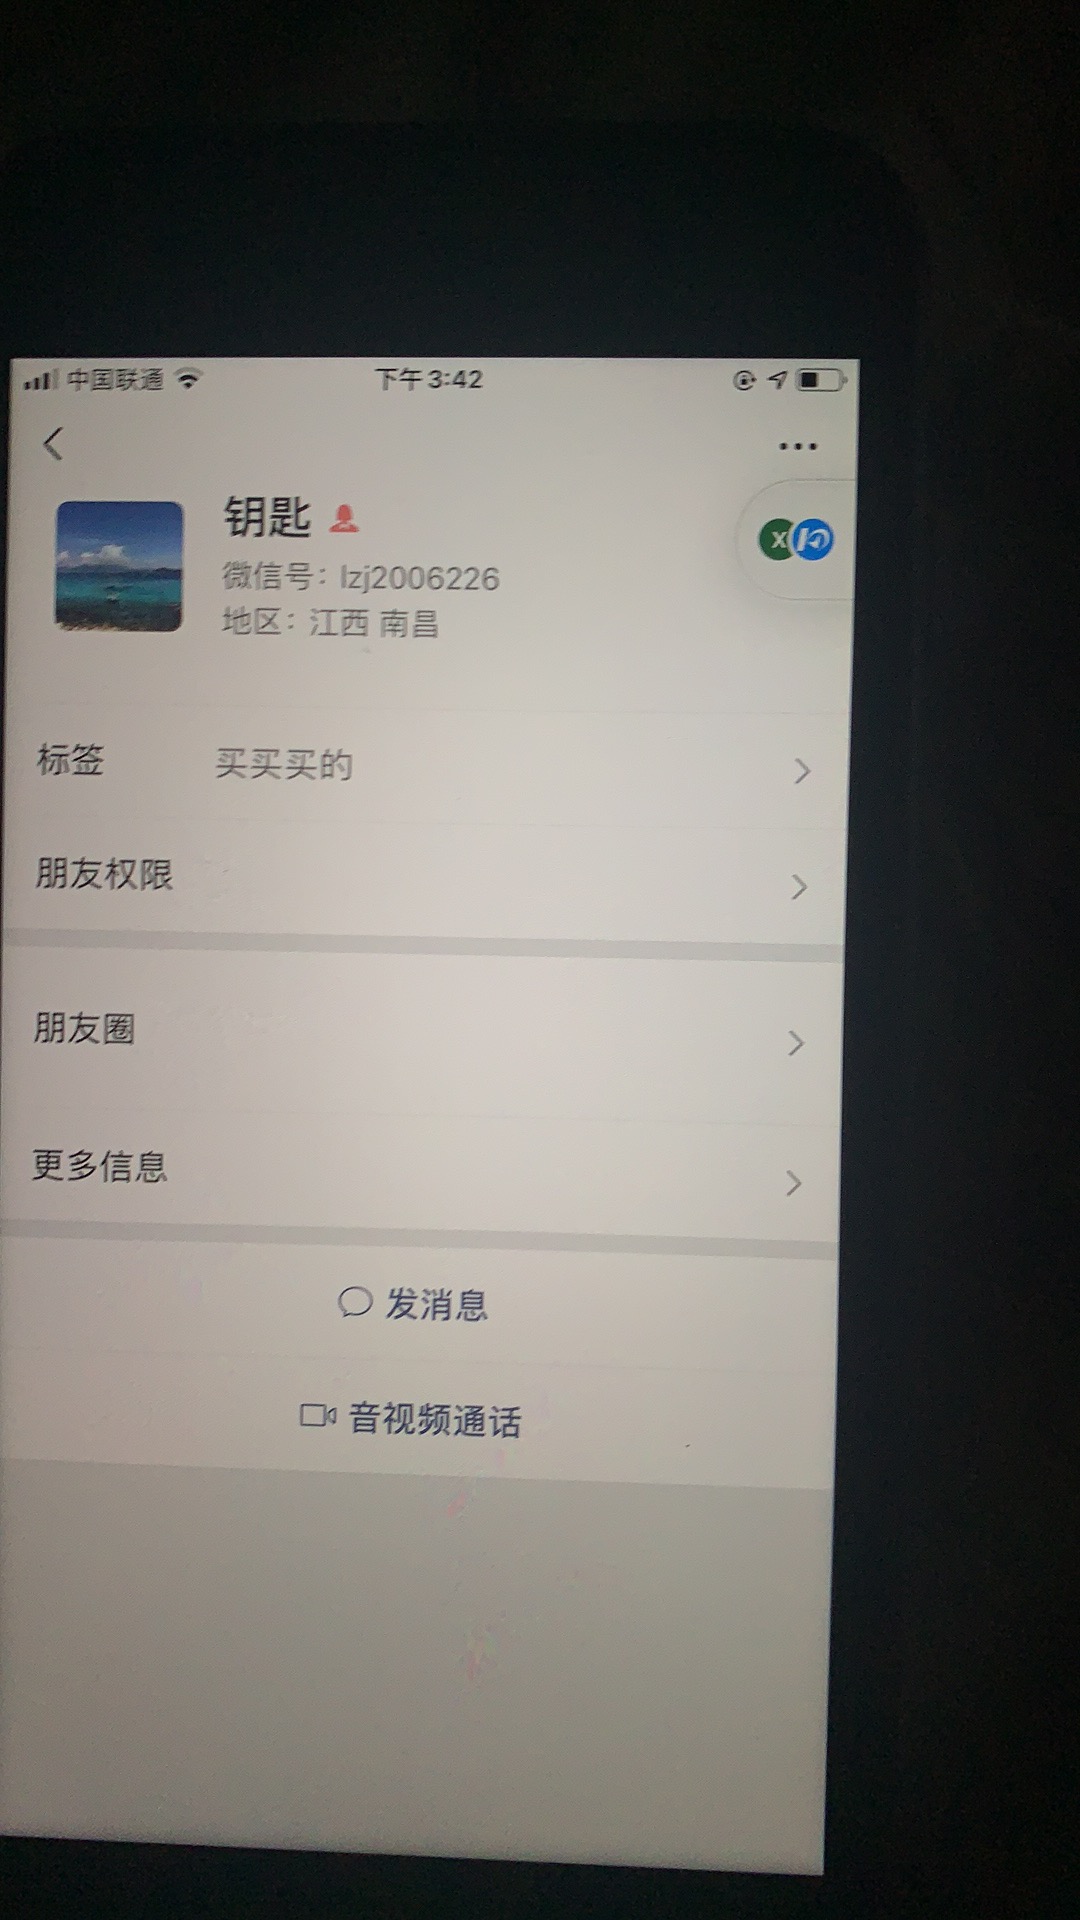 中国联通 下午3:42
钥匙
微信号：lzj2006226
地区：江西 南昌
X
标签 买买买的
朋友权限
朋友圈
更多信息
发消息
音视频通话